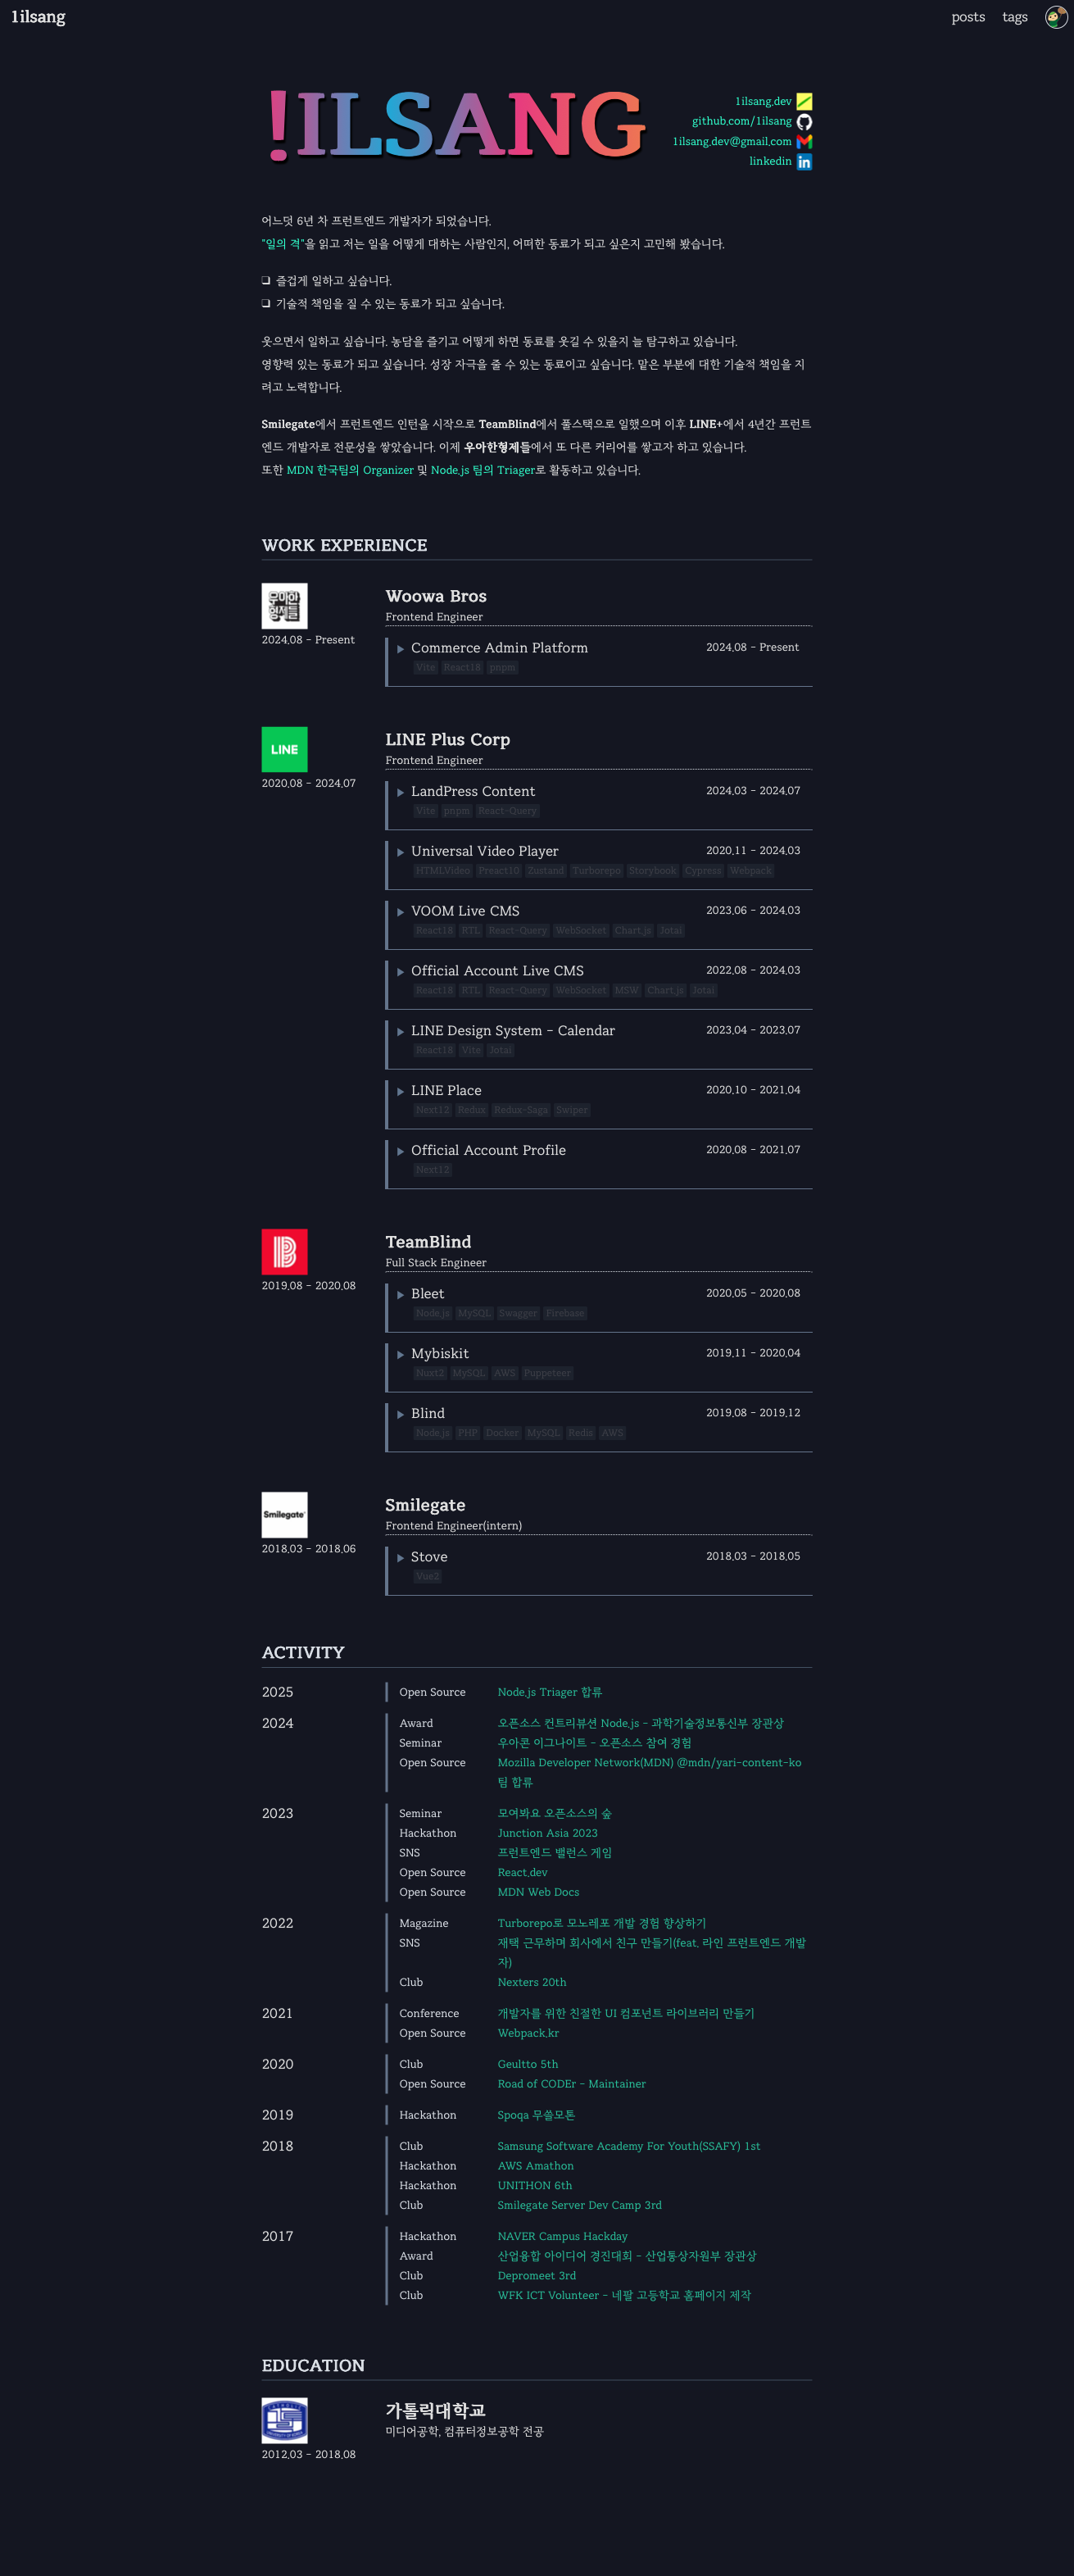 1ilsang
posts tags
!ILSANG
1ilsang.dev
github.com/1ilsang
1ilsang.dev@gmail.com
linkedin
어느덧 6년 차 프런트엔드 개발자가 되었습니다.
"일의 격"을 읽고 저는 일을 어떻게 대하는 사람인지, 어떠한 동료가 되고 싶은지 고민해 봤습니다.
❏ 즐겁게 일하고 싶습니다.
❏ 기술적 책임을 질 수 있는 동료가 되고 싶습니다.
웃으면서 일하고 싶습니다. 농담을 즐기고 어떻게 하면 동료를 웃길 수 있을지 늘 탐구하고 있습니다.
영향력 있는 동료가 되고 싶습니다. 성장 자극을 줄 수 있는 동료이고 싶습니다. 맡은 부분에 대한 기술적 책임을 지
려고 노력합니다.
Smilegate에서 프런트엔드 인턴을 시작으로 TeamBlind에서 풀스택으로 일했으며 이후 LINE+에서 4년간 프런트
엔드 개발자로 전문성을 쌓았습니다. 이제 우아한형제들에서 또 다른 커리어를 쌓고자 하고 있습니다.
또한 MDN 한국팀의 Organizer 및 Node.js 팀의 Triager로 활동하고 있습니다.
WORK EXPERIENCE
우아한
형제들
2024.08 - Present
Woowa Bros
Frontend Engineer
Commerce Admin Platform 2024.08 - Present
Vite React18 pnpm
LINE
2020.08 - 2024.07
LINE Plus Corp
Frontend Engineer
LandPress Content 2024.03 - 2024.07
Vite pnpm React-Query
Universal Video Player 2020.11 - 2024.03
HTMLVideo Preact10 Zustand Turborepo Storybook Cypress Webpack
VOOM Live CMS 2023.06 - 2024.03
React18 RTL React-Query WebSocket Chart.js Jotai
Official Account Live CMS 2022.08 - 2024.03
React18 RTL React-Query WebSocket MSW Chart.js Jotai
LINE Design System - Calendar 2023.04 - 2023.07
React18 Vite Jotai
LINE Place 2020.10 - 2021.04
Next12 Redux Redux-Saga Swiper
Official Account Profile 2020.08 - 2021.07
Next12
2019.08 - 2020.08
TeamBlind
Full Stack Engineer
Bleet 2020.05 - 2020.08
Node.js MySQL Swagger Firebase
Mybiskit 2019.11 - 2020.04
Nuxt2 MySQL AWS Puppeteer
Blind 2019.08 - 2019.12
Node.js PHP Docker MySQL Redis AWS
Smilegate
2018.03 - 2018.06
Smilegate
Frontend Engineer(intern)
Stove 2018.03 - 2018.05
Vue2
ACTIVITY
2025 Open Source Node.js Triager 합류
2024 Award 오픈소스 컨트리뷰션 Node.js - 과학기술정보통신부 장관상
Seminar 우아콘 이그나이트 - 오픈소스 참여 경험
Open Source Mozilla Developer Network(MDN) @mdn/yari-content-ko
팀 합류
2023 Seminar 모여봐요 오픈소스의 숲
Hackathon Junction Asia 2023
SNS 프런트엔드 밸런스 게임
Open Source React.dev
Open Source MDN Web Docs
2022 Magazine Turborepo로 모노레포 개발 경험 향상하기
SNS 재택 근무하며 회사에서 친구 만들기(feat. 라인 프런트엔드 개발
자)
Club Nexters 20th
2021 Conference 개발자를 위한 친절한 UI 컴포넌트 라이브러리 만들기
Open Source Webpack.kr
2020 Club Geultto 5th
Open Source Road of CODEr - Maintainer
2019 Hackathon Spoqa 무쓸모톤
2018 Club Samsung Software Academy For Youth(SSAFY) 1st
Hackathon AWS Amathon
Hackathon UNITHON 6th
Club Smilegate Server Dev Camp 3rd
2017 Hackathon NAVER Campus Hackday
Award 산업융합 아이디어 경진대회 - 산업통상자원부 장관상
Club Depromeet 3rd
Club WFK ICT Volunteer - 네팔 고등학교 홈페이지 제작
EDUCATION
2012.03 - 2018.08
가톨릭대학교
미디어공학, 컴퓨터정보공학 전공